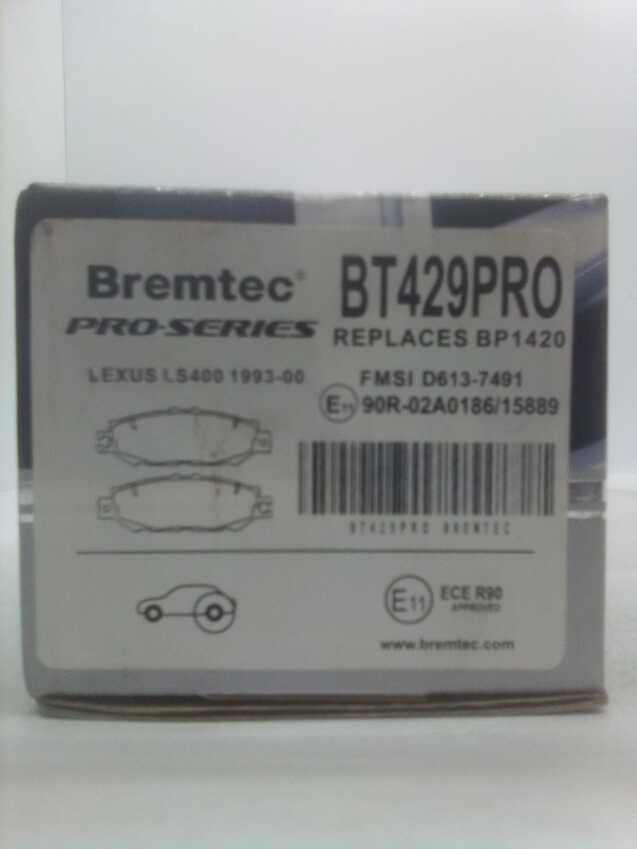 Bremtec®
PRO-SERIES
BT429PRO
REPLACES BP1420
LEXUS LS400 1993-00
FMSI D613-7491
E11 90R-02A0186/15889
BT429PRO BREMTEC
E11 ECE R90
APPROVED
www.bremtec.com